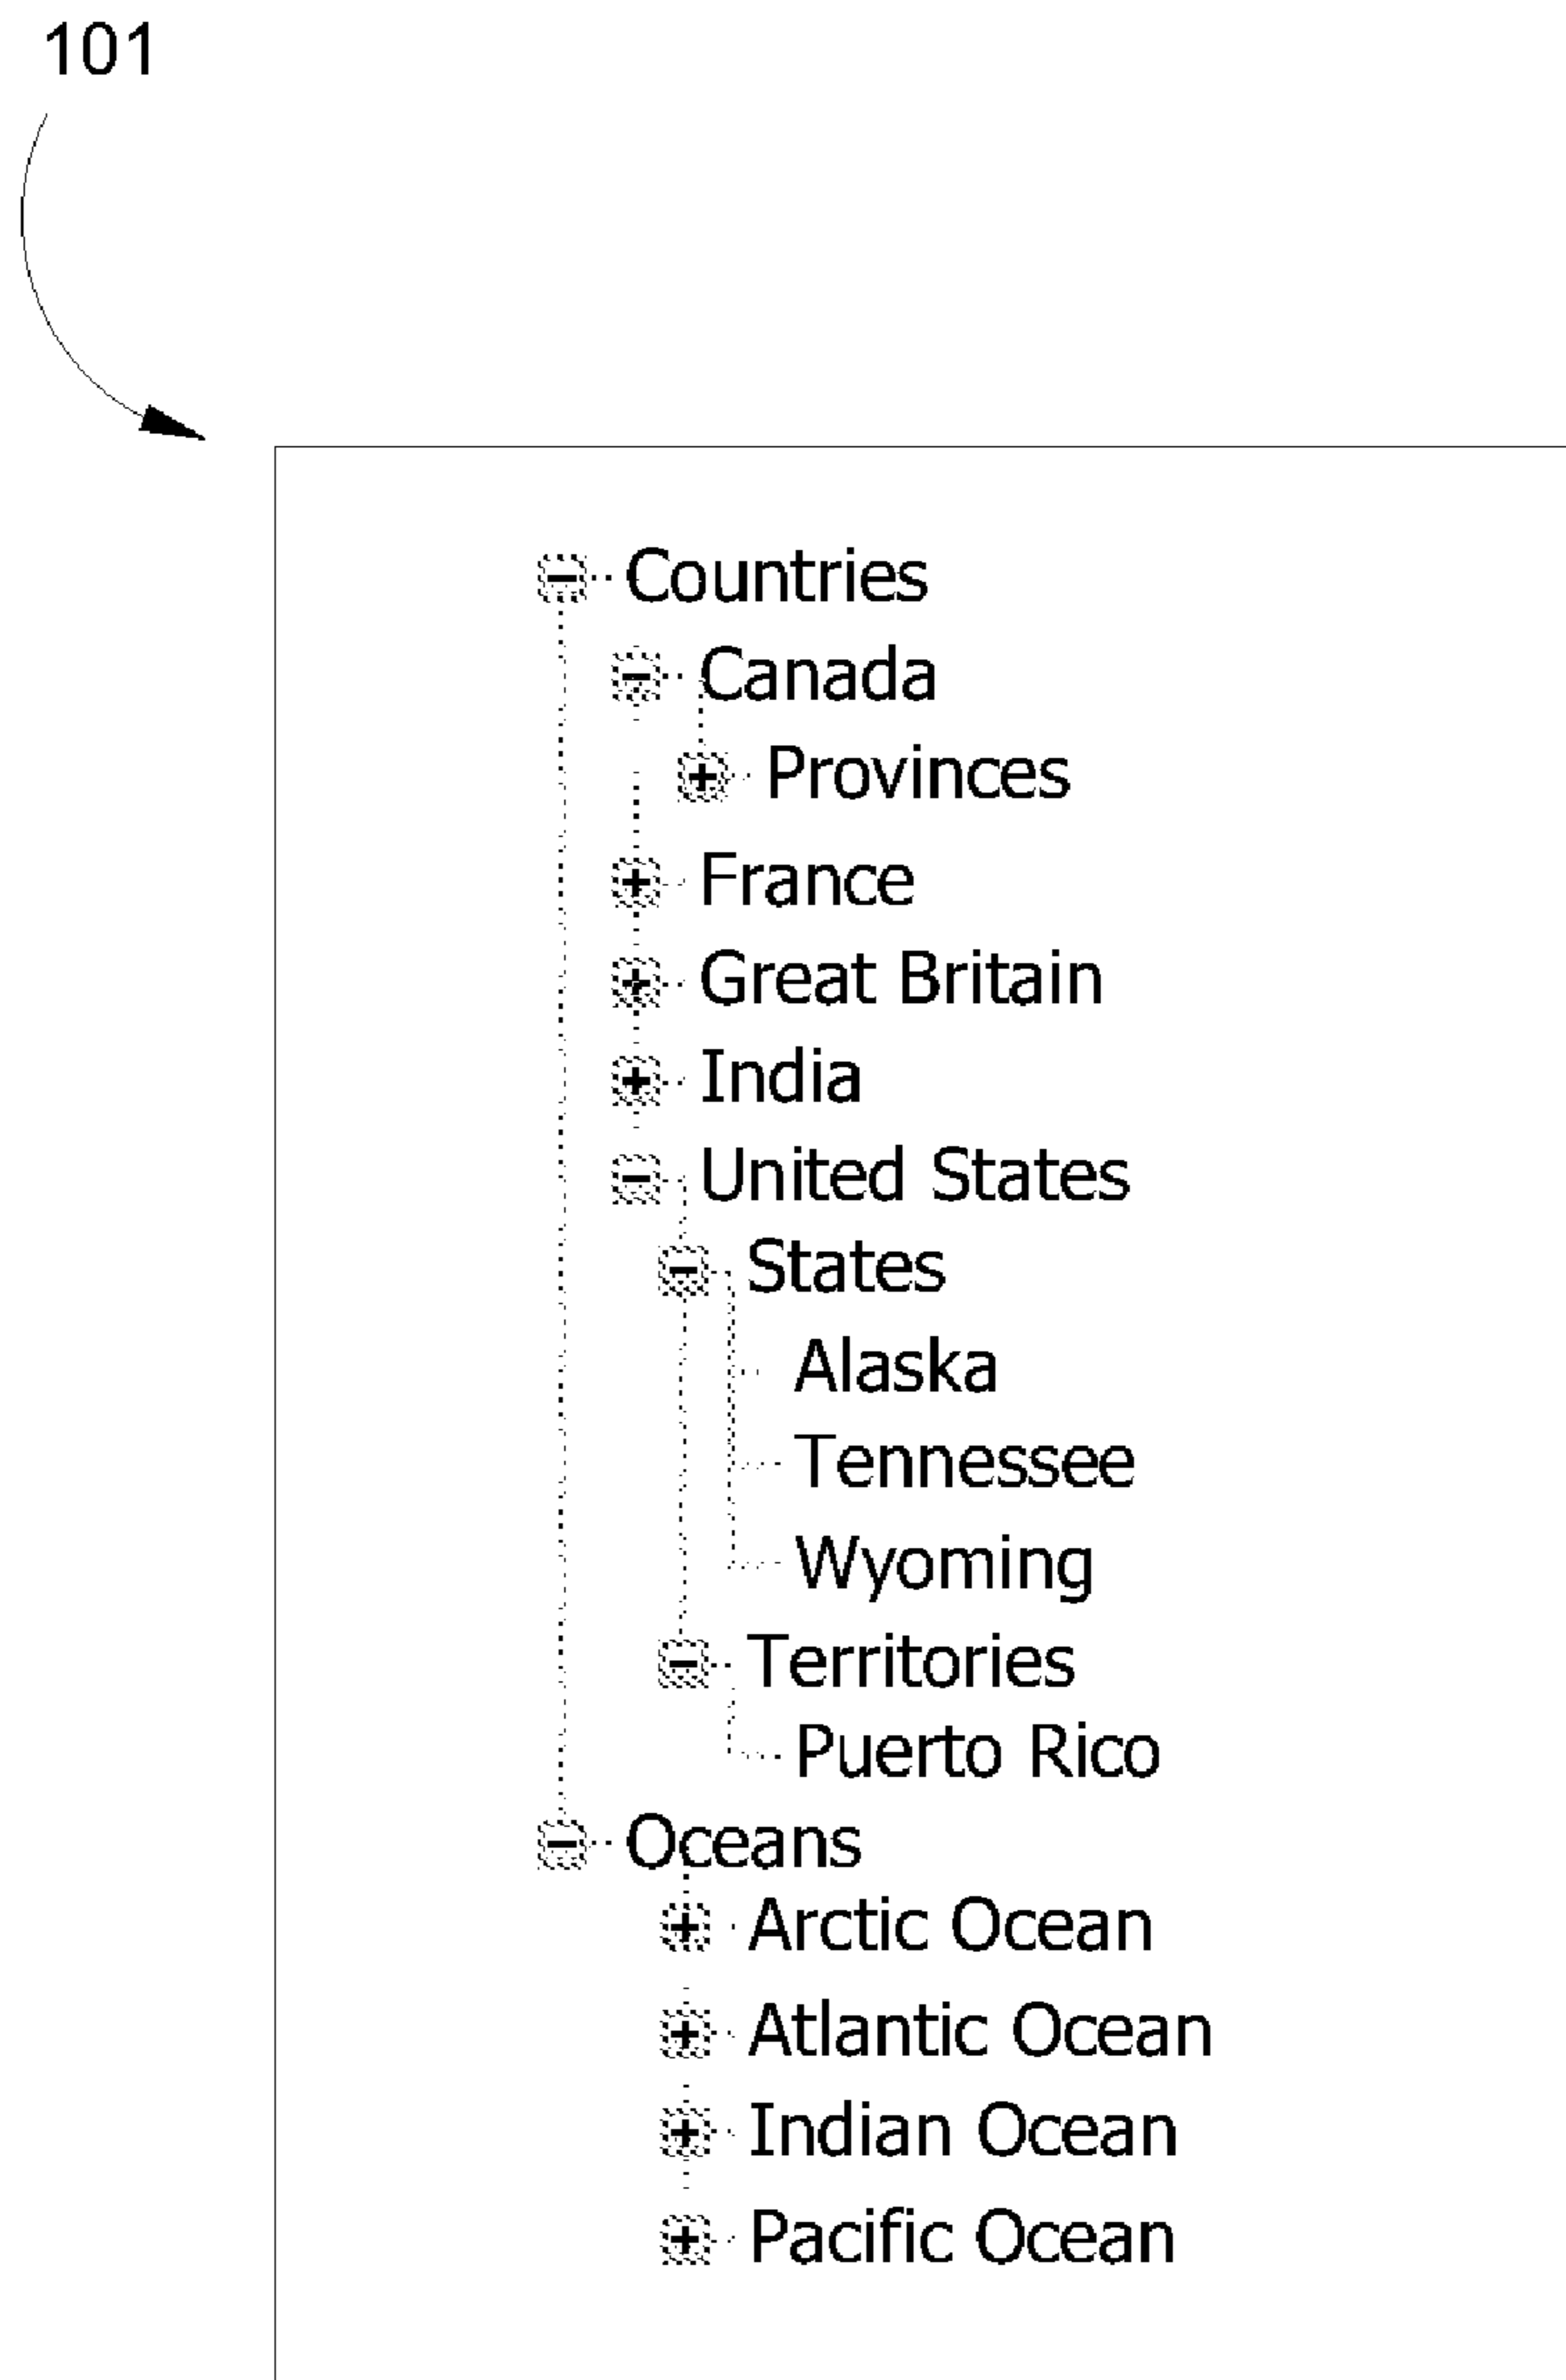 101
Countries
Canada
Provinces
France
Great Britain
India
United States
States
Alaska
Tennessee
Wyoming
Territories
Puerto Rico
Oceans
Arctic Ocean
Atlantic Ocean
Indian Ocean
Pacific Ocean